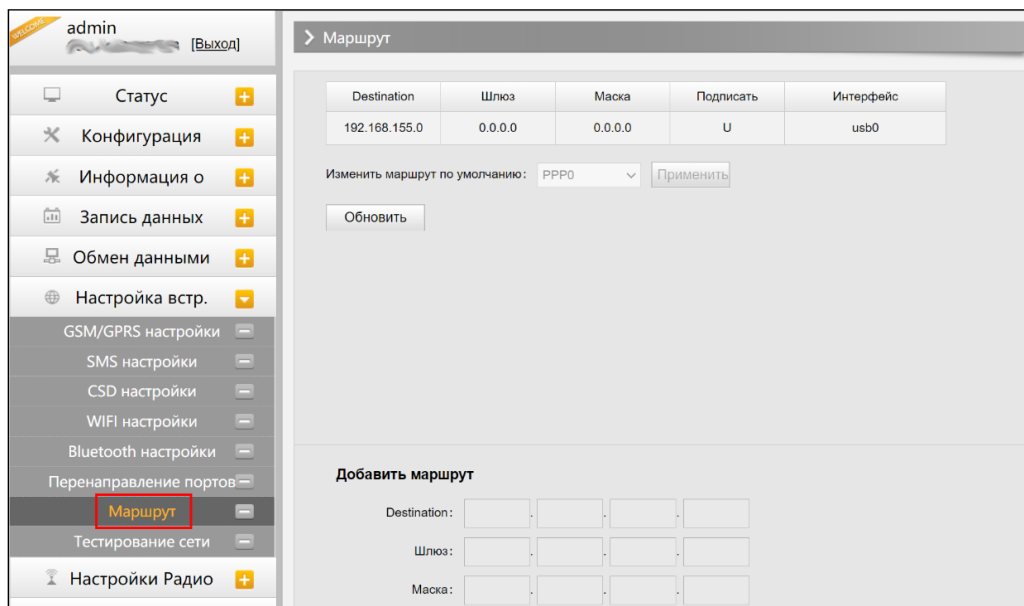 WELCOME
admin
[Выход]
Статус
Конфигурация
Информация о
Запись данных
Обмен данными
Настройка встр.
GSM/GPRS настройки
SMS настройки
CSD настройки
WIFI настройки
Bluetooth настройки
Перенаправление портов
Маршрут
Тестирование сети
Настройки Радио
Маршрут
Destination Шлюз Маска Подписать Интерфейс
192.168.155.0 0.0.0.0 0.0.0.0 U usb0
Изменить маршрут по умолчанию: PPP0 Применить
Обновить
Добавить маршрут
Destination: . . .
Шлюз: . . .
Маска: . . .